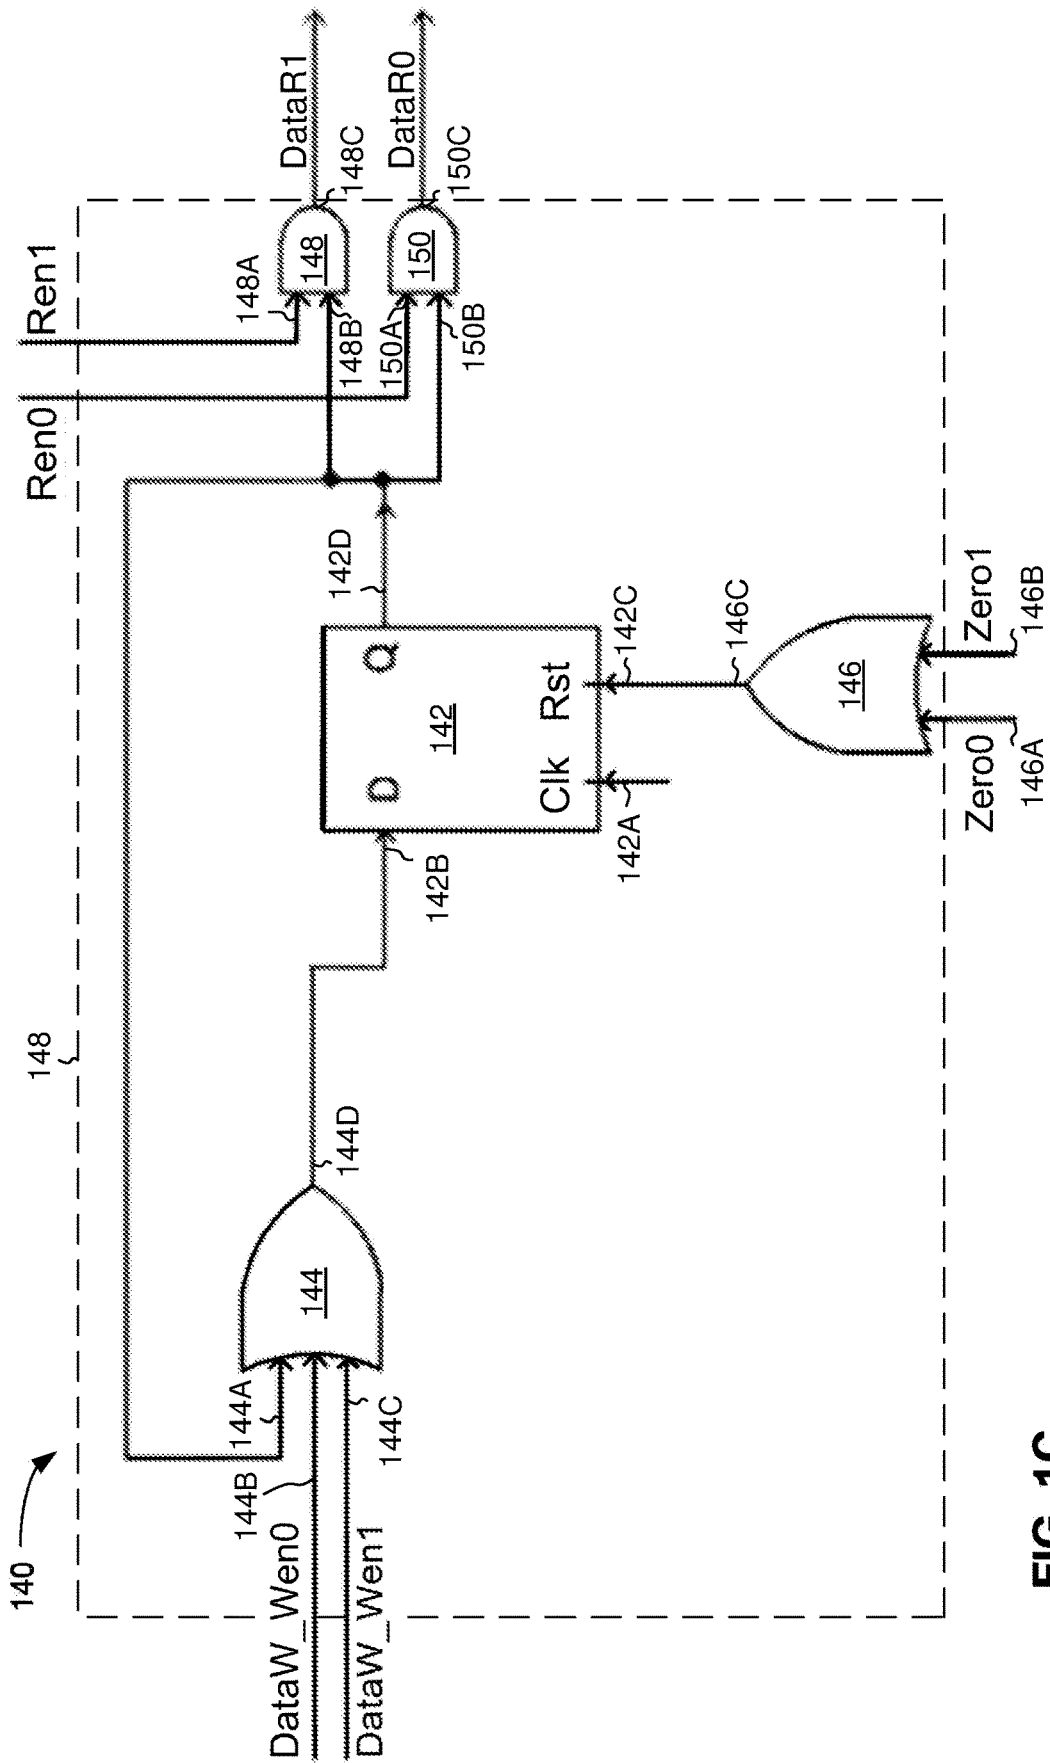 140
148
Ren0
Ren1
DataW_Wen0
DataW_Wen1
144B
144A
144C
144
144D
142B
D
Q
142
Clk
Rst
142A
142C
142D
146C
146
Zero0
Zero1
146A
146B
148A
148B
148
148C
DataR1
150A
150B
150
150C
DataR0
FIG. 1C